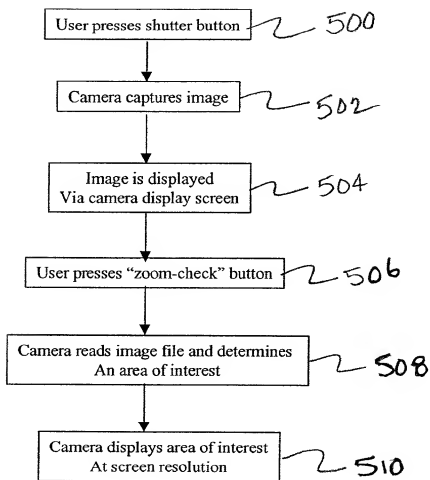 User presses shutter button
500
Camera captures image
502
Image is displayed
Via camera display screen
504
User presses “zoom-check” button
506
Camera reads image file and determines
An area of interest
508
Camera displays area of interest
At screen resolution
510